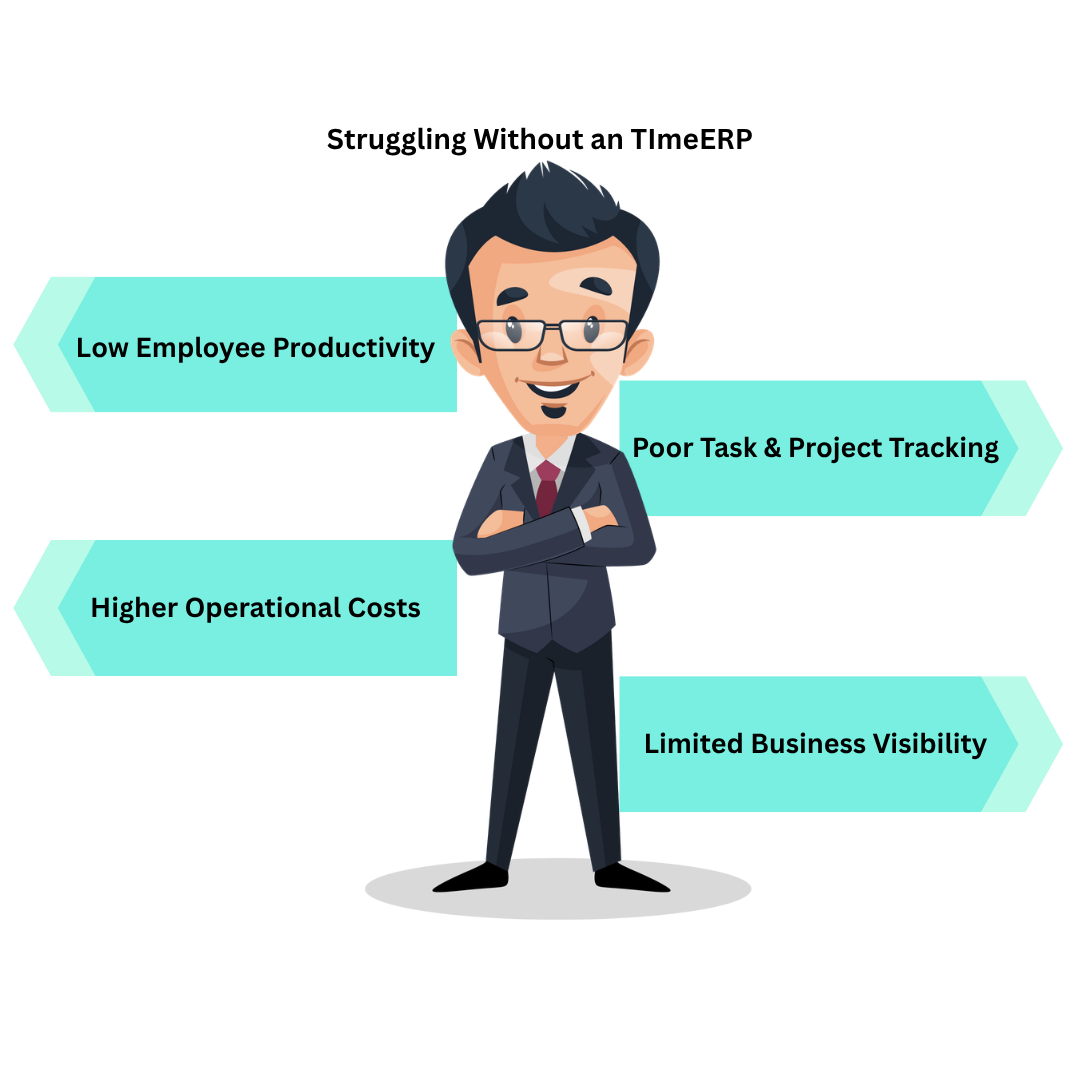 Struggling Without an TImeERP
Low Employee Productivity
Poor Task & Project Tracking
Higher Operational Costs
Limited Business Visibility